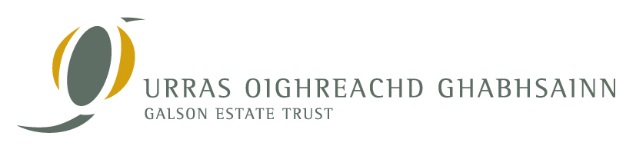 URRAS OIGHREACHD GHABHSAINN
GALSON ESTATE TRUST